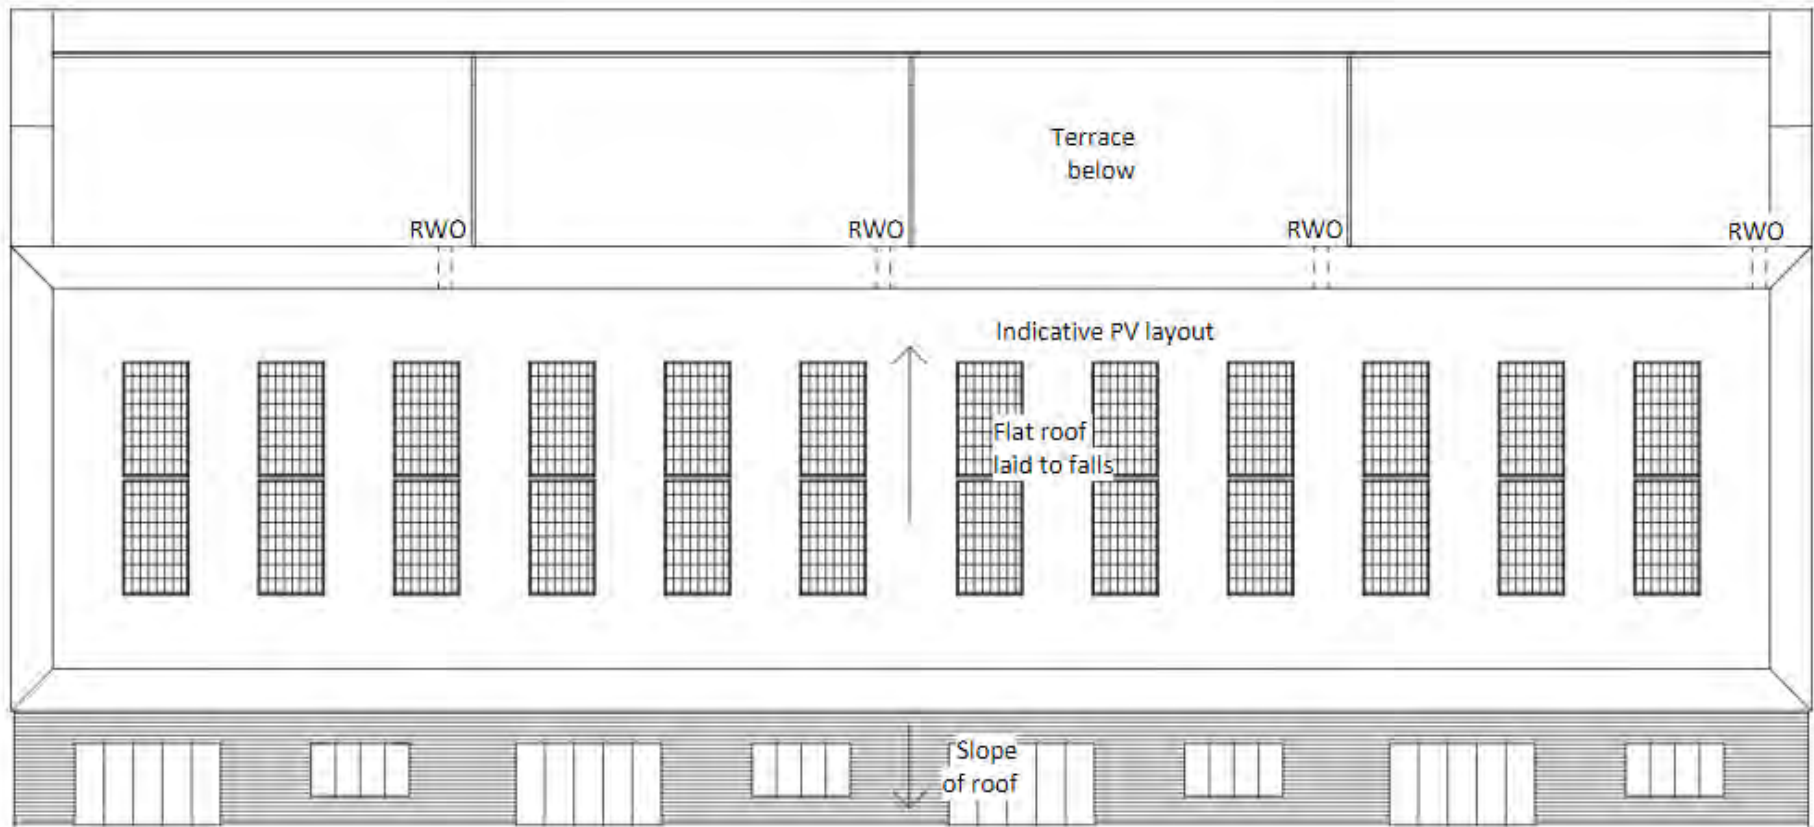 Terrace
below
RWO
RWO
RWO
RWO
Indicative PV layout
Flat roof
laid to falls
Slope
of roof